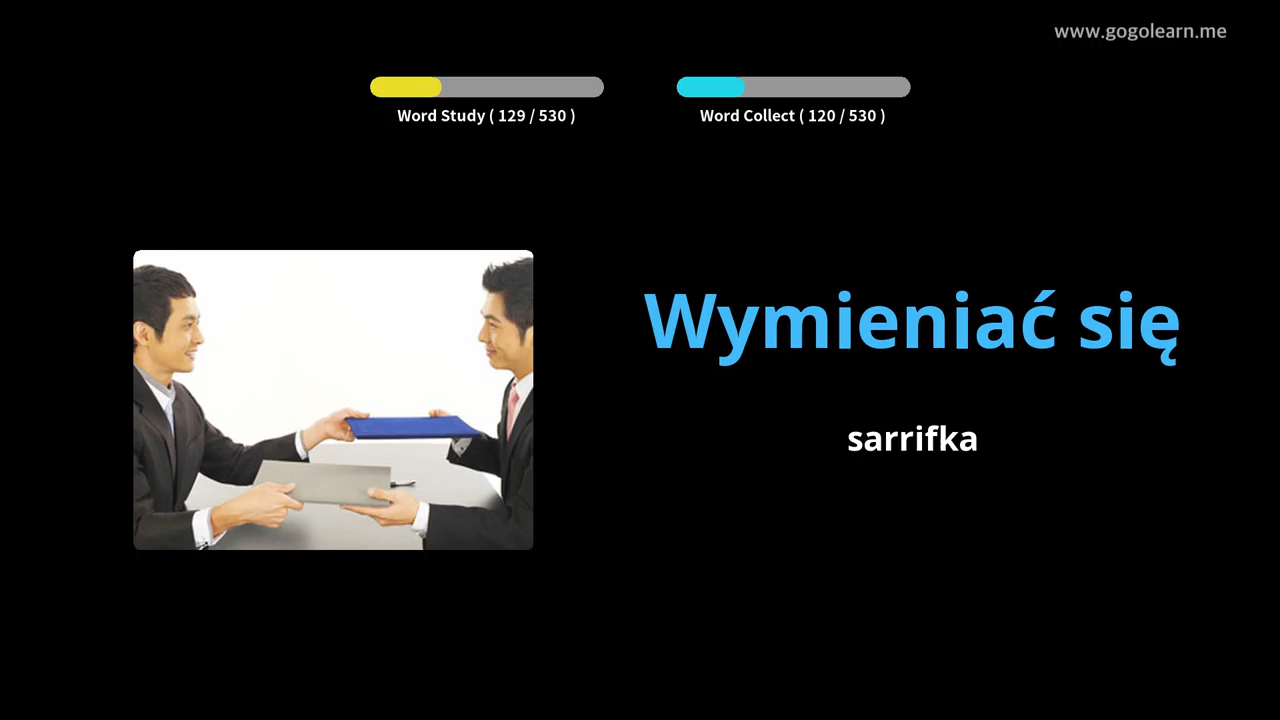 www.gogolearn.me
Word Study ( 129 / 530 )
Word Collect ( 120 / 530 )
Wymieniać się
sarrifka